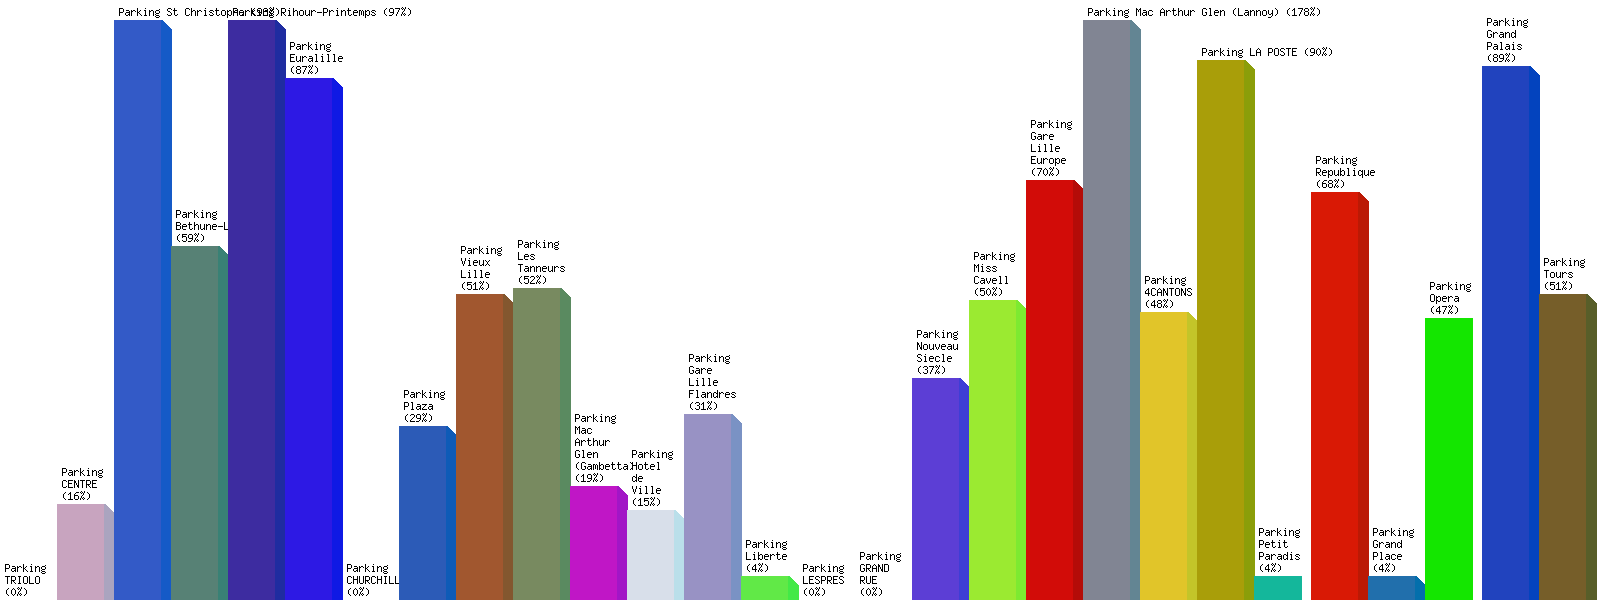 Parking
TRIOLO
(0%)
Parking
CENTRE
(16%)
Parking St
Parking
Bethune-L
(59%)
Parking Rihour-Printemps (97%)
Parking
Euralille
(87%)
Parking
CHURCHILL
(0%)
Parking
Plaza
(29%)
Parking
Vieux
Lille
(51%)
Parking
Les
Tanneurs
(52%)
Parking
Mac
Arthur
Glen
(Gambetta)
(19%)
Parking
Hotel
de
Ville
(15%)
Parking
Gare
Lille
Flandres
(31%)
Parking
Liberte
(4%)
Parking
LESPRES
(0%)
Parking
GRAND
RUE
(0%)
Parking
Nouveau
Siecle
(37%)
Parking
Miss
Cavell
(50%)
Parking
Gare
Lille
Europe
(70%)
Parking Mac Arthur Glen (Lannoy) (178%)
Parking
4CANTONS
(48%)
Parking LA POSTE (90%)
Parking
Petit
Paradis
(4%)
Parking
Republique
(68%)
Parking
Grand
Place
(4%)
Parking
Opera
(47%)
Parking
Grand
Palais
(89%)
Parking
Tours
(51%)